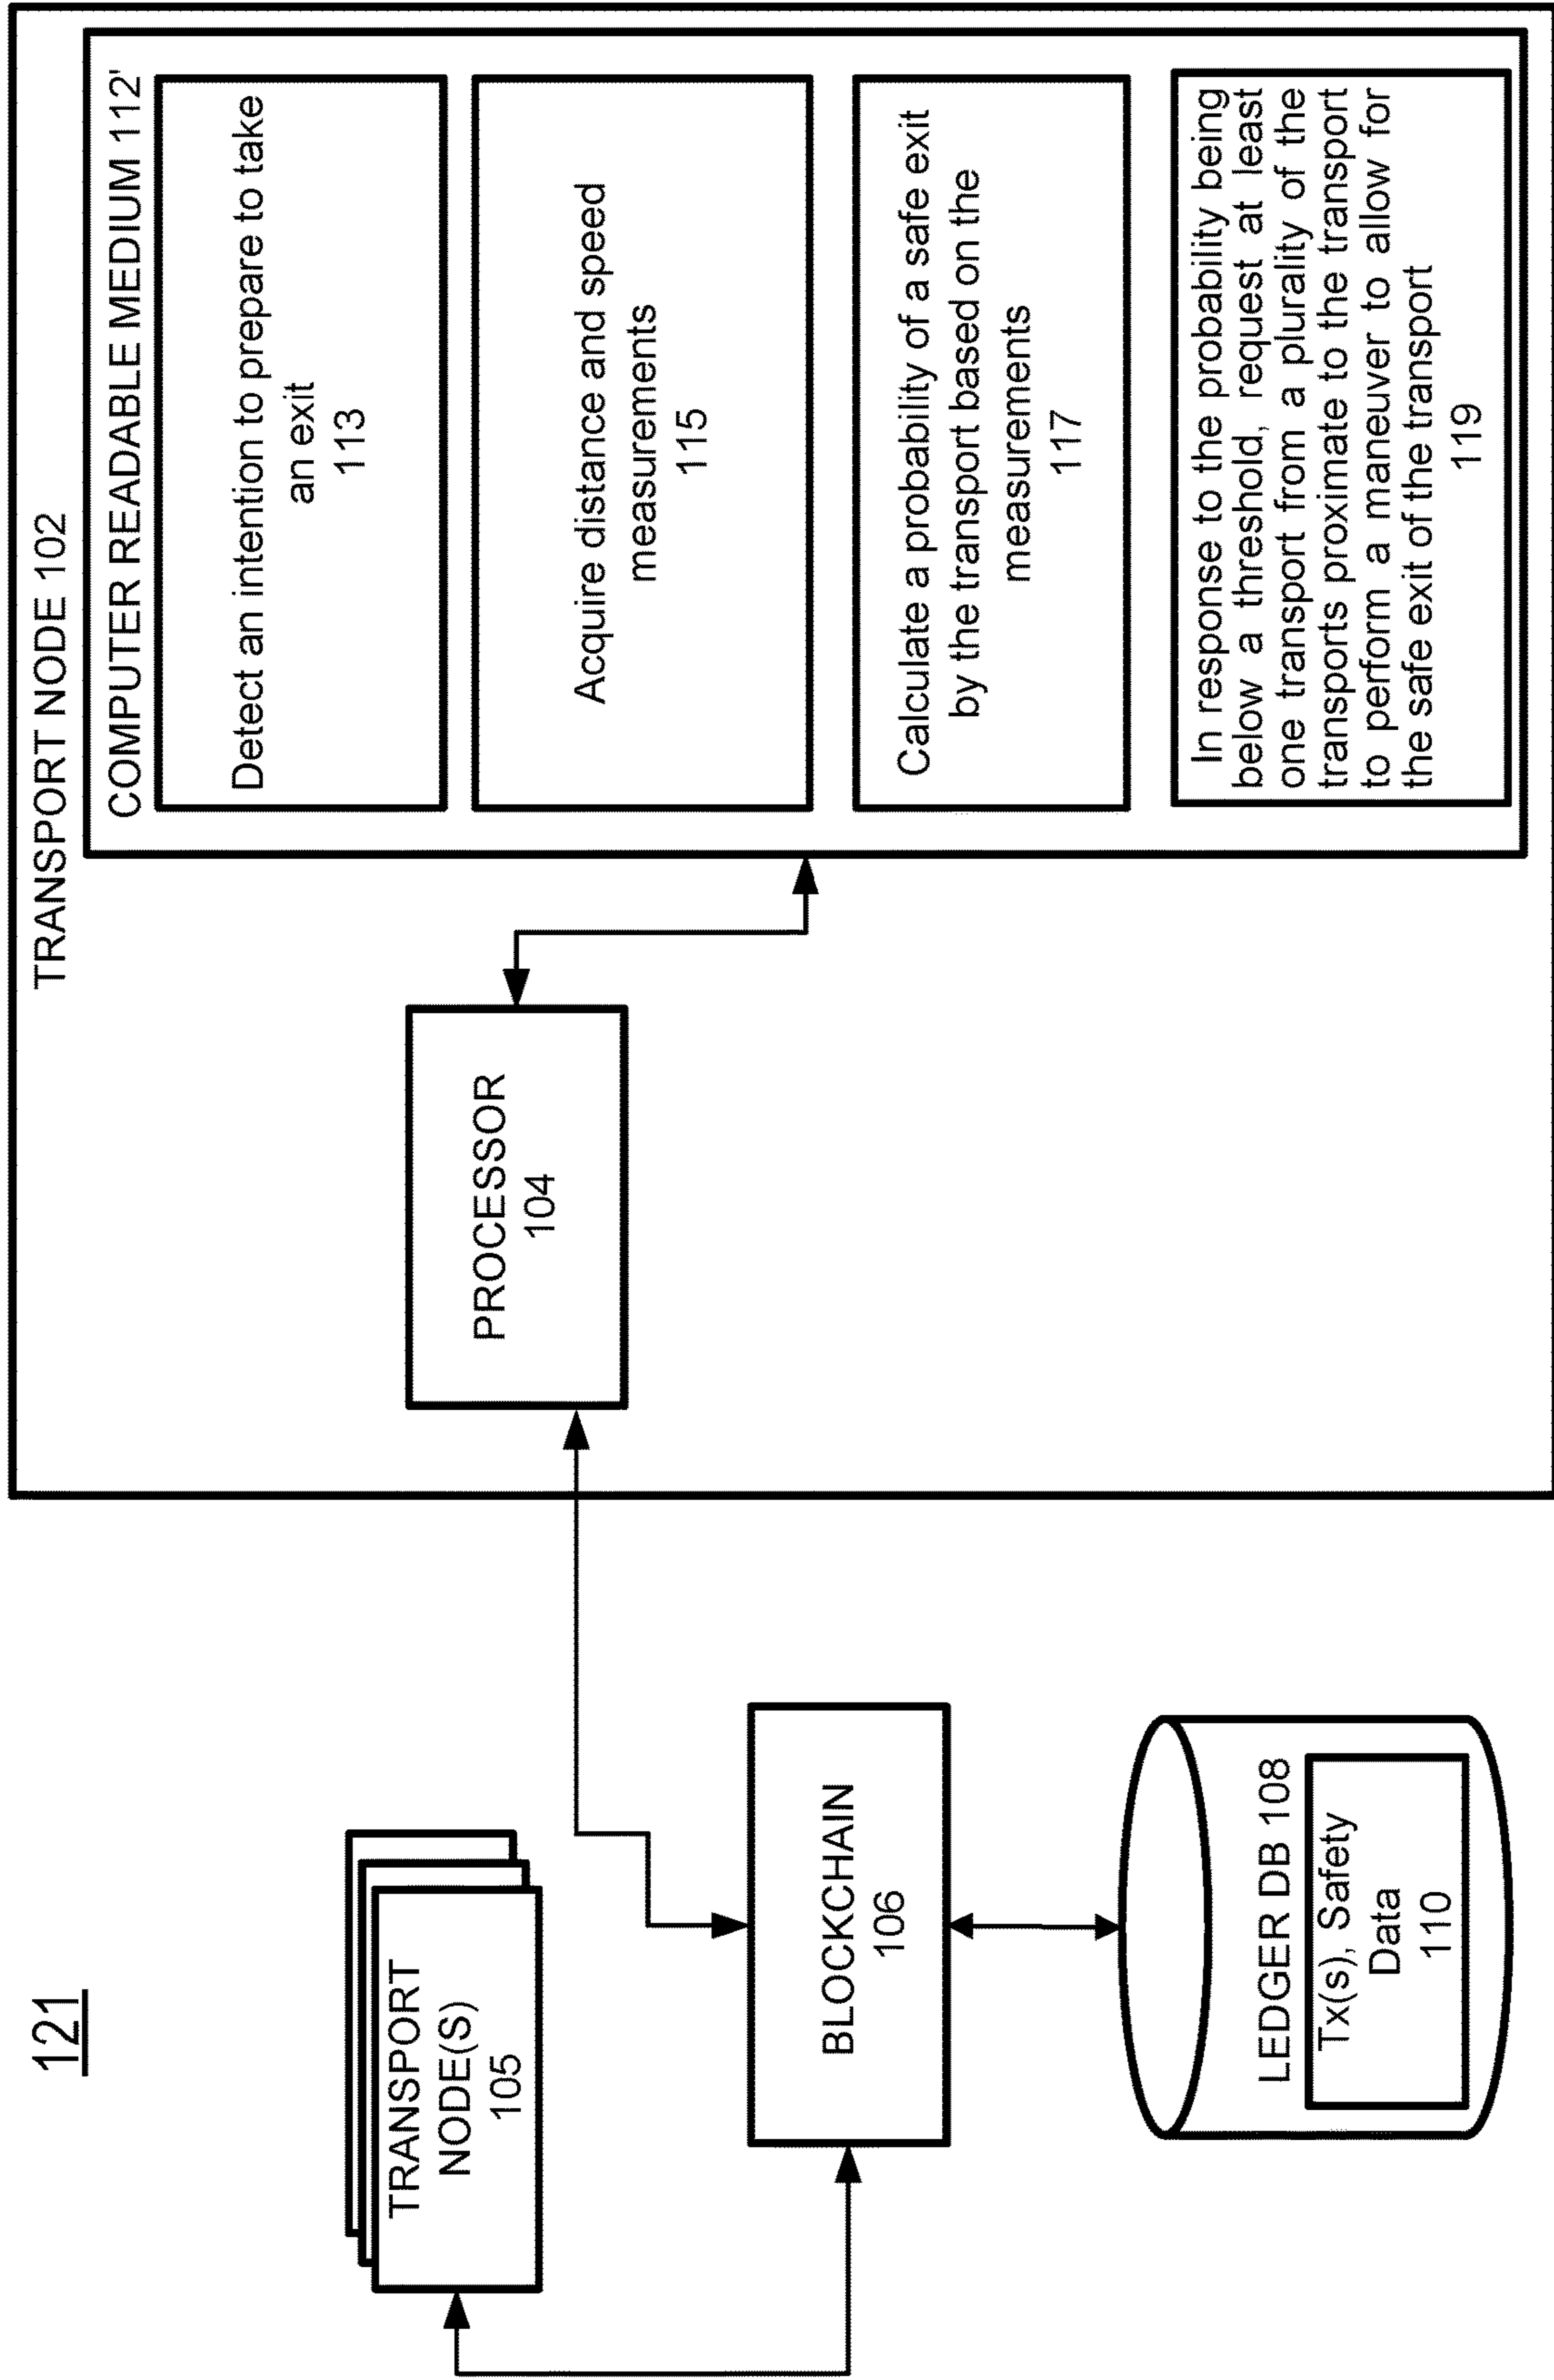 121
TRANSPORT NODE 102
COMPUTER READABLE MEDIUM 112'
Detect an intention to prepare to take
an exit
113
Acquire distance and speed
measurements
115
Calculate a probability of a safe exit
by the transport based on the
measurements
117
In response to the probability being
below a threshold, request at least
one transport from a plurality of the
transports proximate to the transport
to perform a maneuver to allow for
the safe exit of the transport
119
PROCESSOR
104
TRANSPORT
NODE(S)
105
BLOCKCHAIN
106
LEDGER DB 108
Tx(s), Safety
Data
110